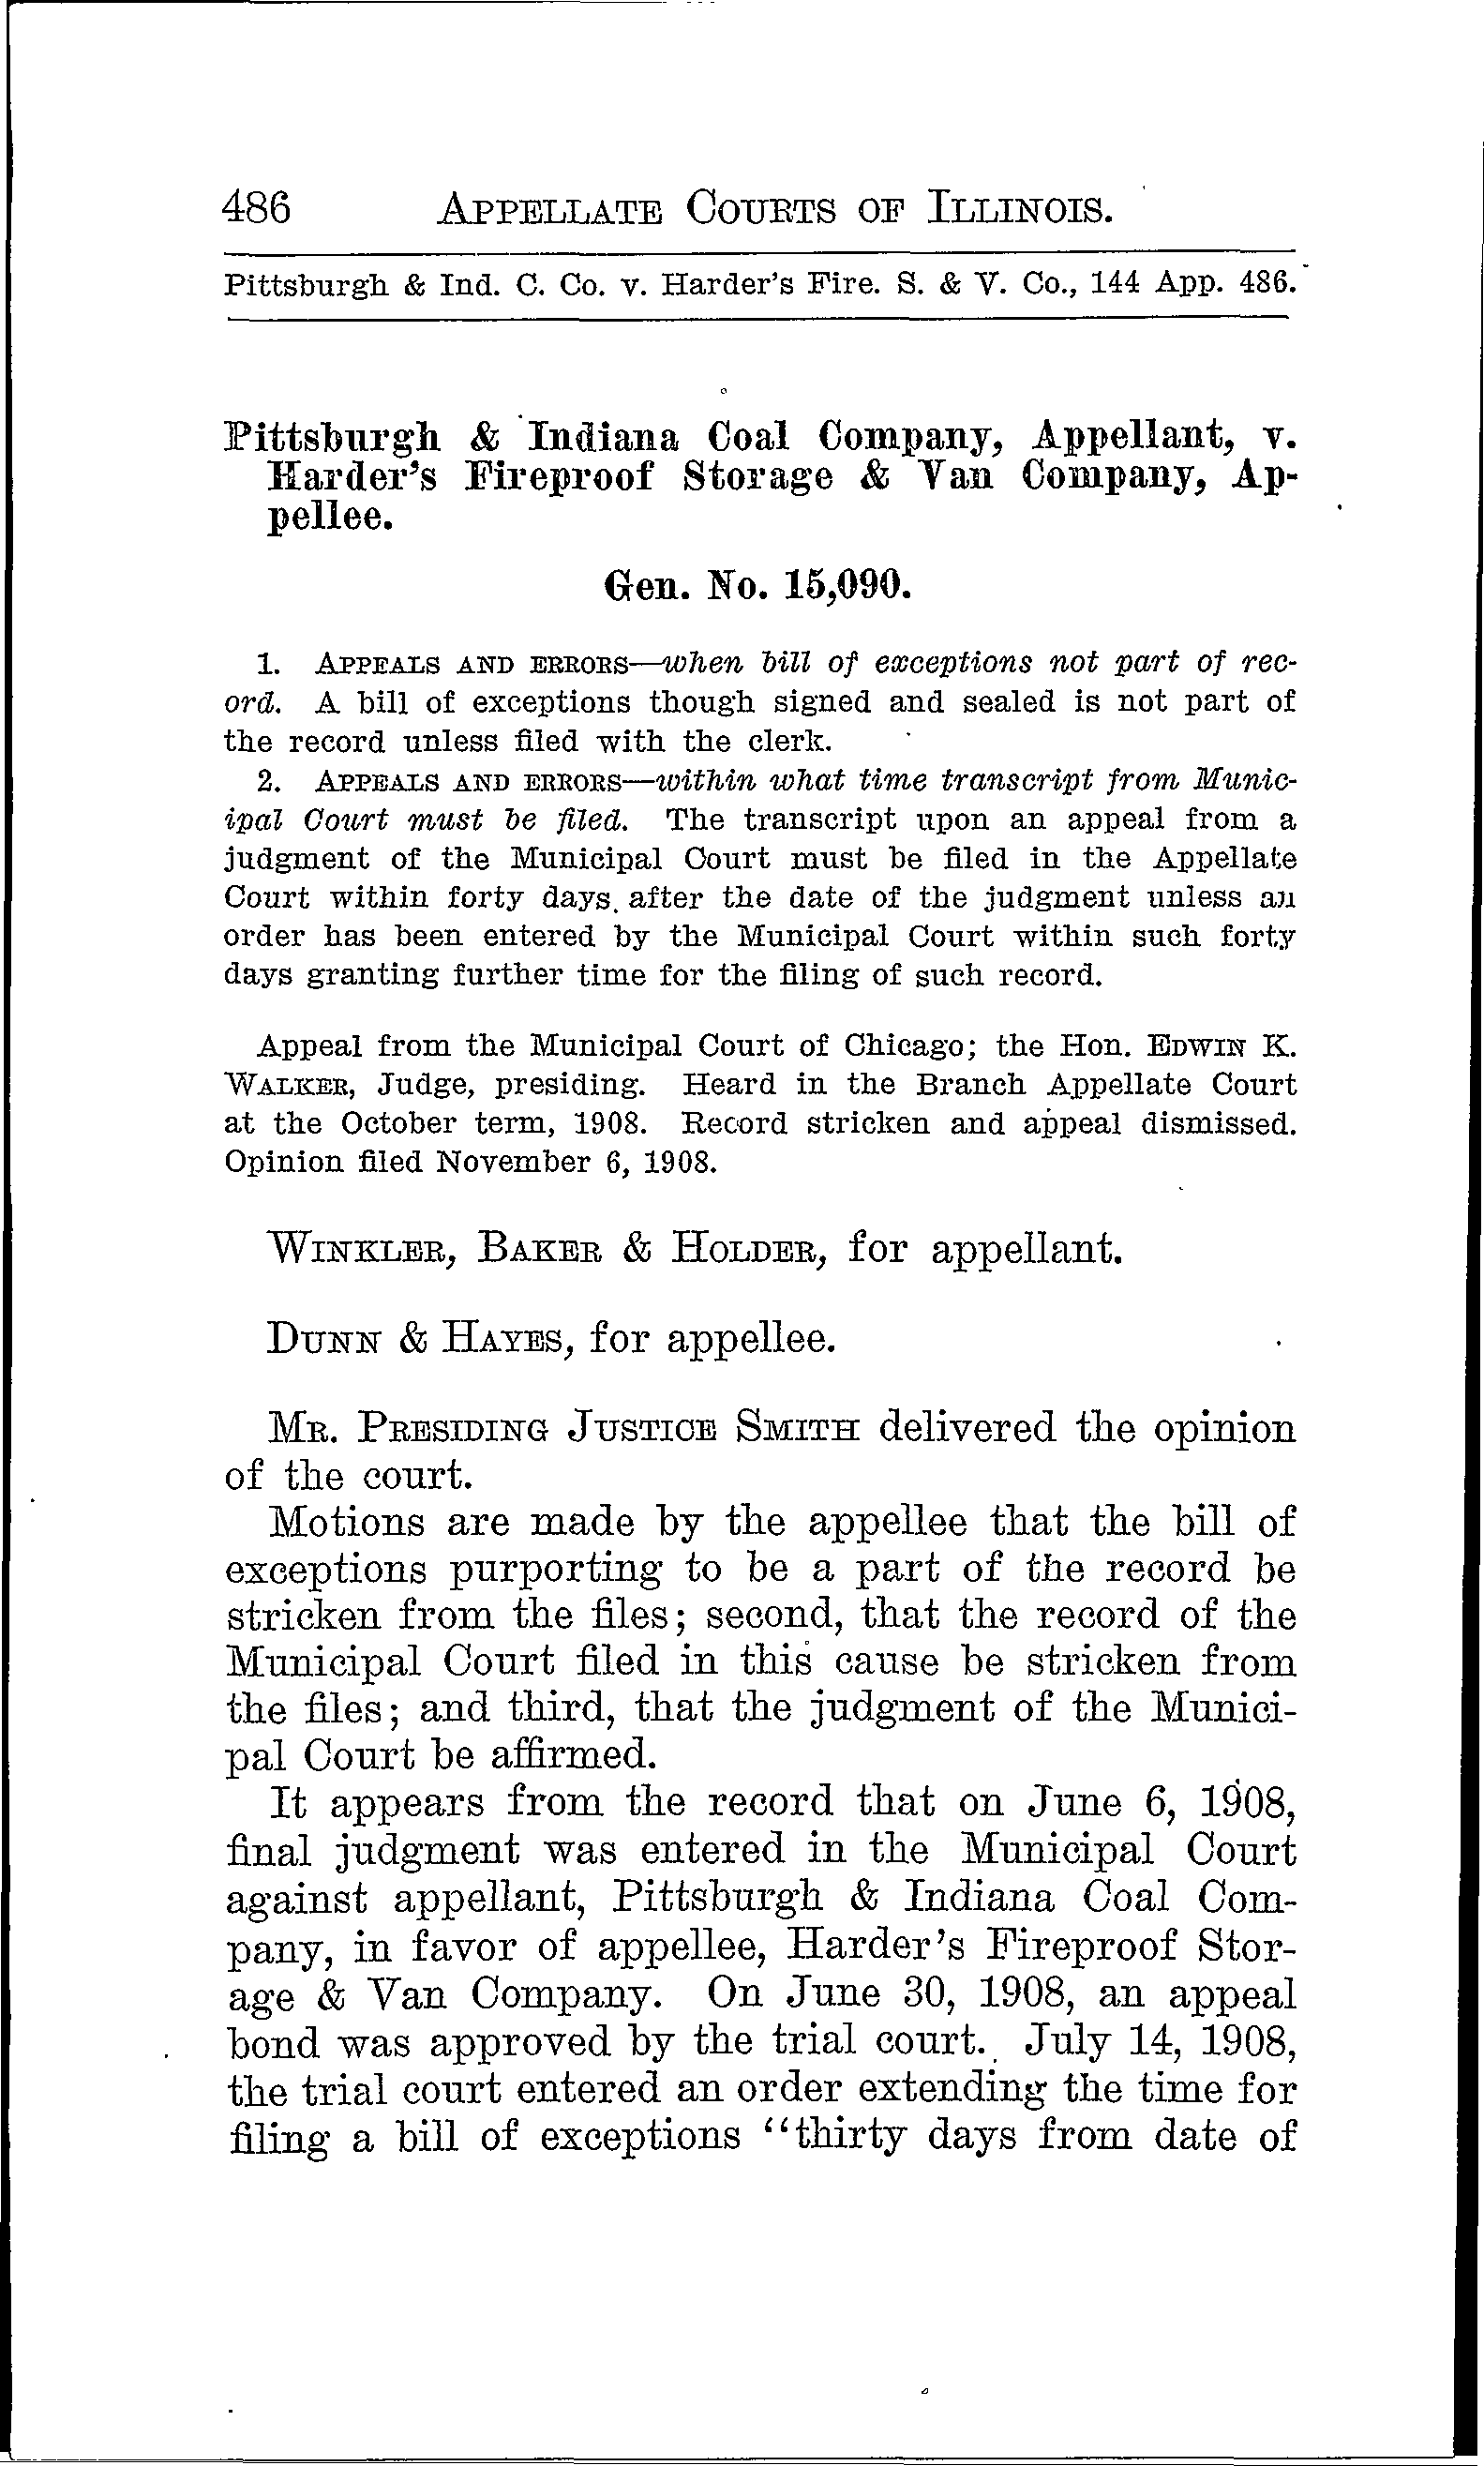 486 APPELLATE COURTS OF ILLINOIS.
Pittsburgh & Ind. C. Co. v. Harder's Fire. S. & V. Co., 144 App. 486.
Pittsburgh & Indiana Coal Company, Appellant, v.
Harder's Fireproof Storage & Van Company, Ap-
pellee.
Gen. No. 15,090.
1. APPEALS AND ERRORS—when bill of exceptions not part of rec-
ord. A bill of exceptions though signed and sealed is not part of
the record unless filed with the clerk.
2. APPEALS AND ERRORS—within what time transcript from Munic-
ipal Court must be filed. The transcript upon an appeal from a
judgment of the Municipal Court must be filed in the Appellate
Court within forty days after the date of the judgment unless an
order has been entered by the Municipal Court within such forty
days granting further time for the filing of such record.
Appeal from the Municipal Court of Chicago; the Hon. EDWIN K.
WALKER, Judge, presiding. Heard in the Branch Appellate Court
at the October term, 1908. Record stricken and appeal dismissed.
Opinion filed November 6, 1908.
WINKLER, BAKER & HOLDER, for appellant.
DUNN & HAYES, for appellee.
MR. PRESIDING JUSTICE SMITH delivered the opinion
of the court.
Motions are made by the appellee that the bill of
exceptions purporting to be a part of the record be
stricken from the files; second, that the record of the
Municipal Court filed in this cause be stricken from
the files; and third, that the judgment of the Munici-
pal Court be affirmed.
It appears from the record that on June 6, 1908,
final judgment was entered in the Municipal Court
against appellant, Pittsburgh & Indiana Coal Com-
pany, in favor of appellee, Harder's Fireproof Stor-
age & Van Company. On June 30, 1908, an appeal
bond was approved by the trial court. July 14, 1908,
the trial court entered an order extending the time for
filing a bill of exceptions "thirty days from date of